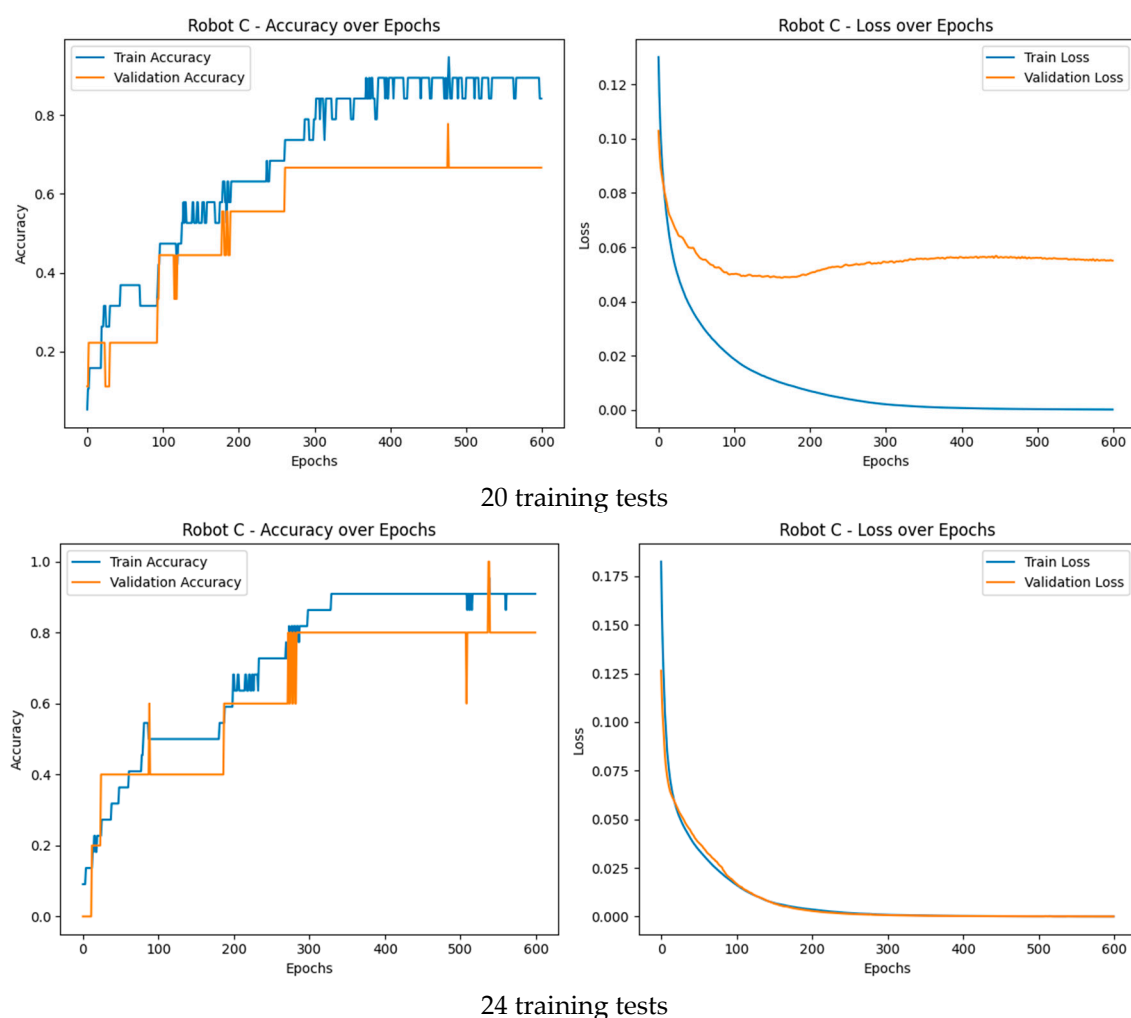 Robot C - Accuracy over Epochs
Train Accuracy
Validation Accuracy
0.8
0.6
0.4
0.2
Accuracy
0 100 200 300 400 500 600
Epochs
Robot C - Loss over Epochs
Train Loss
Validation Loss
0.12
0.10
0.08
0.06
0.04
0.02
0.00
Loss
0 100 200 300 400 500 600
Epochs
20 training tests
Robot C - Accuracy over Epochs
Train Accuracy
Validation Accuracy
1.0
0.8
0.6
0.4
0.2
0.0
Accuracy
0 100 200 300 400 500 600
Epochs
Robot C - Loss over Epochs
Train Loss
Validation Loss
0.175
0.150
0.125
0.100
0.075
0.050
0.025
0.000
Loss
0 100 200 300 400 500 600
Epochs
24 training tests